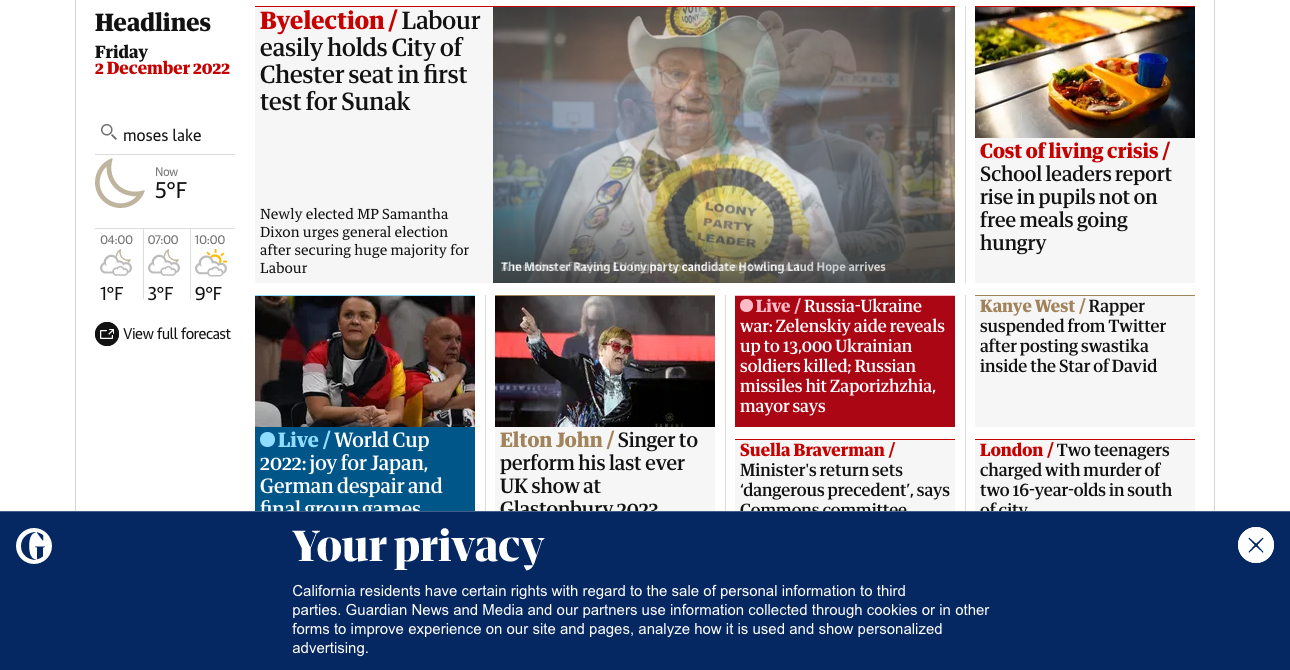 Headlines
Friday
2 December 2022
moses lake
Now
5°F
04:00 07:00 10:00
1°F 3°F 9°F
View full forecast
Byelection / Labour
easily holds City of
Chester seat in first
test for Sunak
Newly elected MP Samantha
Dixon urges general election
after securing huge majority for
Labour
VOTE
LOONY
LOONY
PARTY
LEADER
The Monster Raving Loony party candidate Howling Laud Hope arrives
Cost of living crisis /
School leaders report
rise in pupils not on
free meals going
hungry
Live / World Cup
2022: joy for Japan,
German despair and
final group games
Elton John / Singer to
perform his last ever
UK show at
Glastonbury 2023
Live / Russia-Ukraine
war: Zelenskiy aide reveals
up to 13,000 Ukrainian
soldiers killed; Russian
missiles hit Zaporizhzhia,
mayor says
Suella Braverman /
Minister's return sets
‘dangerous precedent’, says
Commons committee
Kanye West / Rapper
suspended from Twitter
after posting swastika
inside the Star of David
London / Two teenagers
charged with murder of
two 16-year-olds in south
of city
G
Your privacy
California residents have certain rights with regard to the sale of personal information to third
parties. Guardian News and Media and our partners use information collected through cookies or in other
forms to improve experience on our site and pages, analyze how it is used and show personalized
advertising.